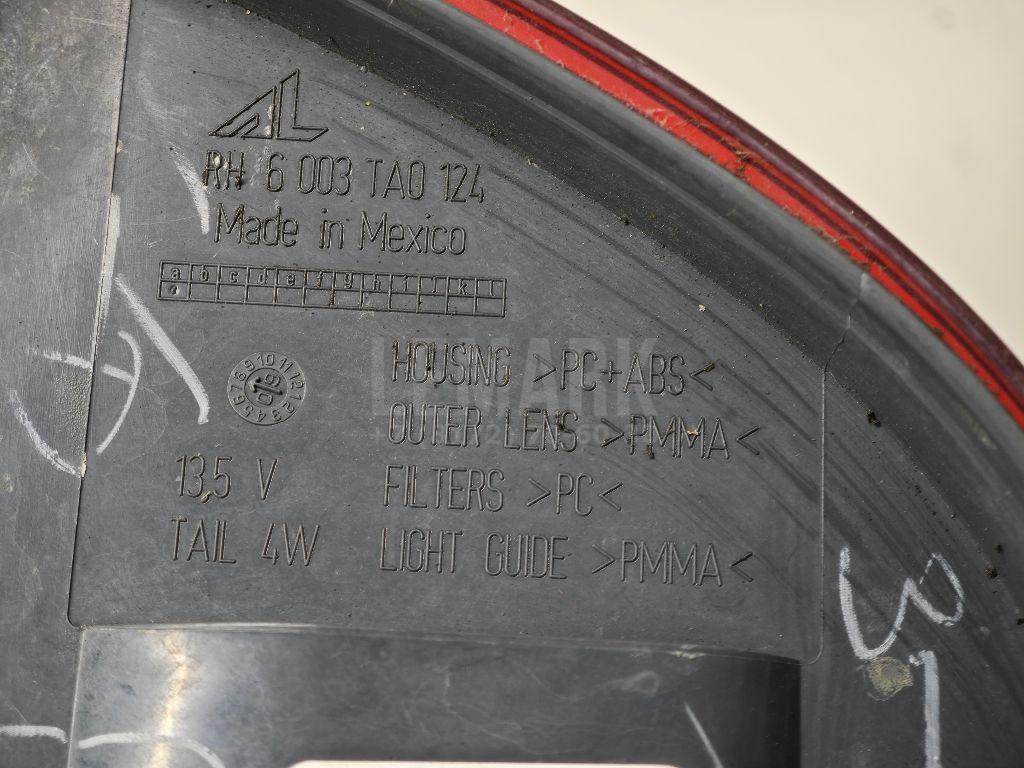 AL
RH 6 003 TA0 124
Made in Mexico
a b c d e f g h i j k l
HOUSING >PC+ABS<
OUTER LENS >PMMA<
13.5 V
FILTERS >PC<
TAIL 4W
LIGHT GUIDE >PMMA<